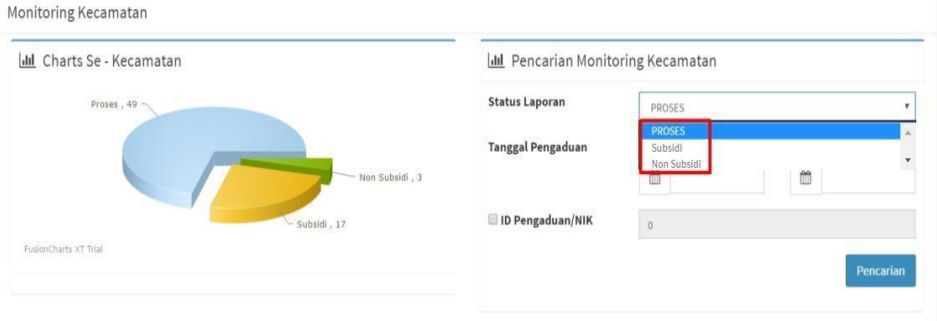 Monitoring Kecamatan
Charts Se - Kecamatan
Proses , 49
Non Subsidi , 3
Subsidi , 17
FusionCharts XT Trial
Pencarian Monitoring Kecamatan
Status Laporan
PROSES
PROSES
Subsidi
Non Subsidi
Tanggal Pengaduan
ID Pengaduan/NIK
0
Pencarian